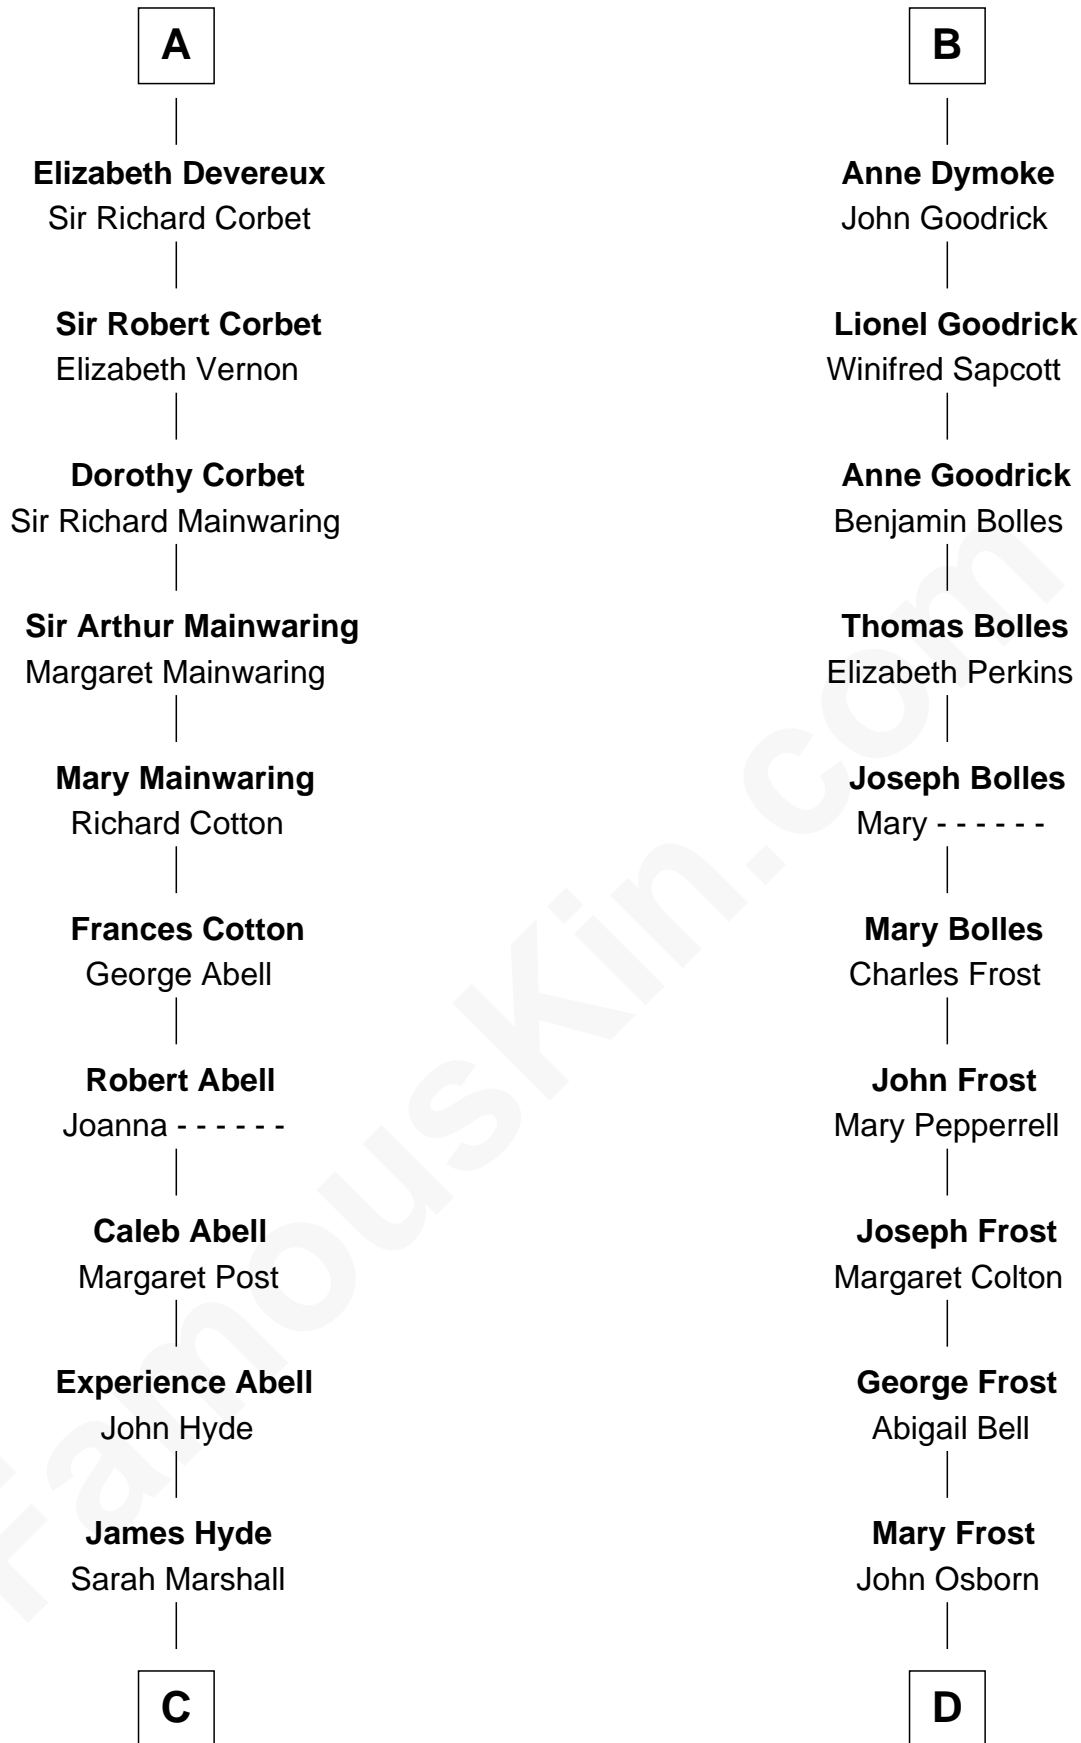 A
Elizabeth Devereux
Sir Richard Corbet
Sir Robert Corbet
Elizabeth Vernon
Dorothy Corbet
Sir Richard Mainwaring
Sir Arthur Mainwaring
Margaret Mainwaring
Mary Mainwaring
Richard Cotton
Frances Cotton
George Abell
Robert Abell
Joanna - - - - - -
Caleb Abell
Margaret Post
Experience Abell
John Hyde
James Hyde
Sarah Marshall
C
B
Anne Dymoke
John Goodrick
Lionel Goodrick
Winifred Sapcott
Anne Goodrick
Benjamin Bolles
Thomas Bolles
Elizabeth Perkins
Joseph Bolles
Mary - - - - - -
Mary Bolles
Charles Frost
John Frost
Mary Pepperrell
Joseph Frost
Margaret Colton
George Frost
Abigail Bell
Mary Frost
John Osborn
D
FamousKin.com